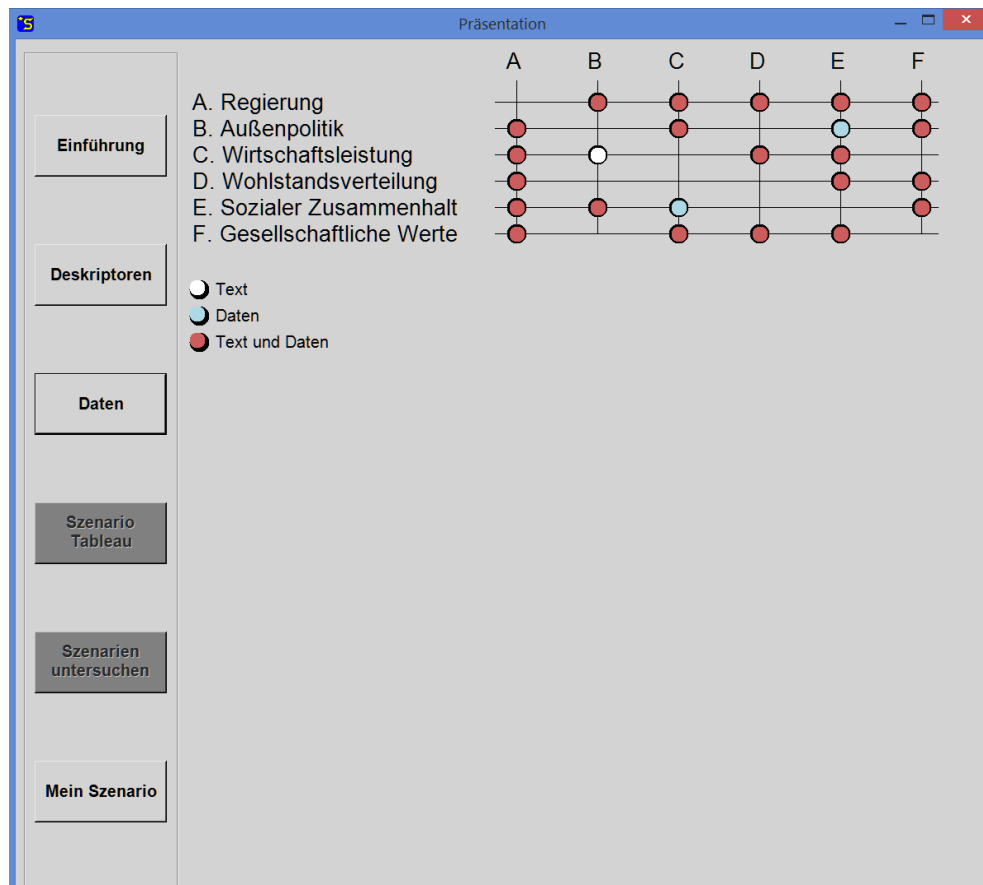 S
Präsentation
A B C D E F
A. Regierung
B. Außenpolitik
C. Wirtschaftsleistung
D. Wohlstandsverteilung
E. Sozialer Zusammenhalt
F. Gesellschaftliche Werte
Text
Daten
Text und Daten
Einführung
Deskriptoren
Daten
Szenario
Tableau
Szenarien
untersuchen
Mein Szenario